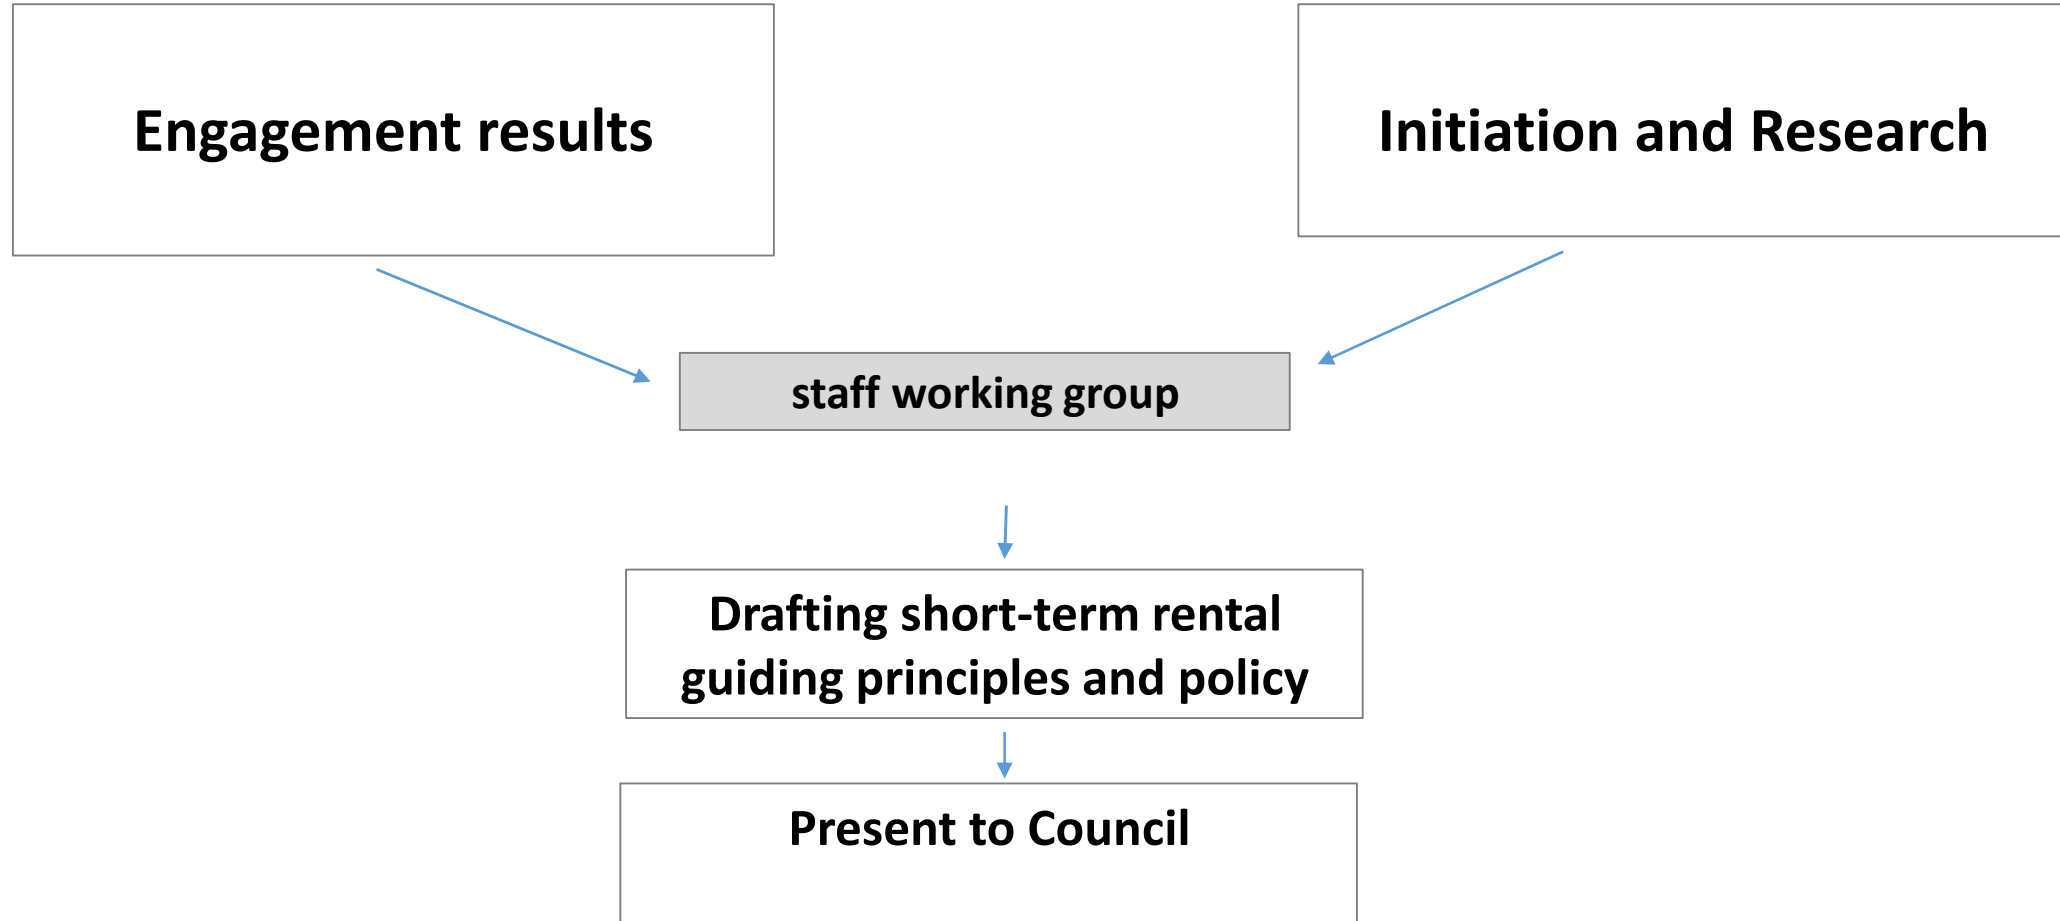 Engagement results
Initiation and Research
staff working group
Drafting short-term rental
guiding principles and policy
Present to Council